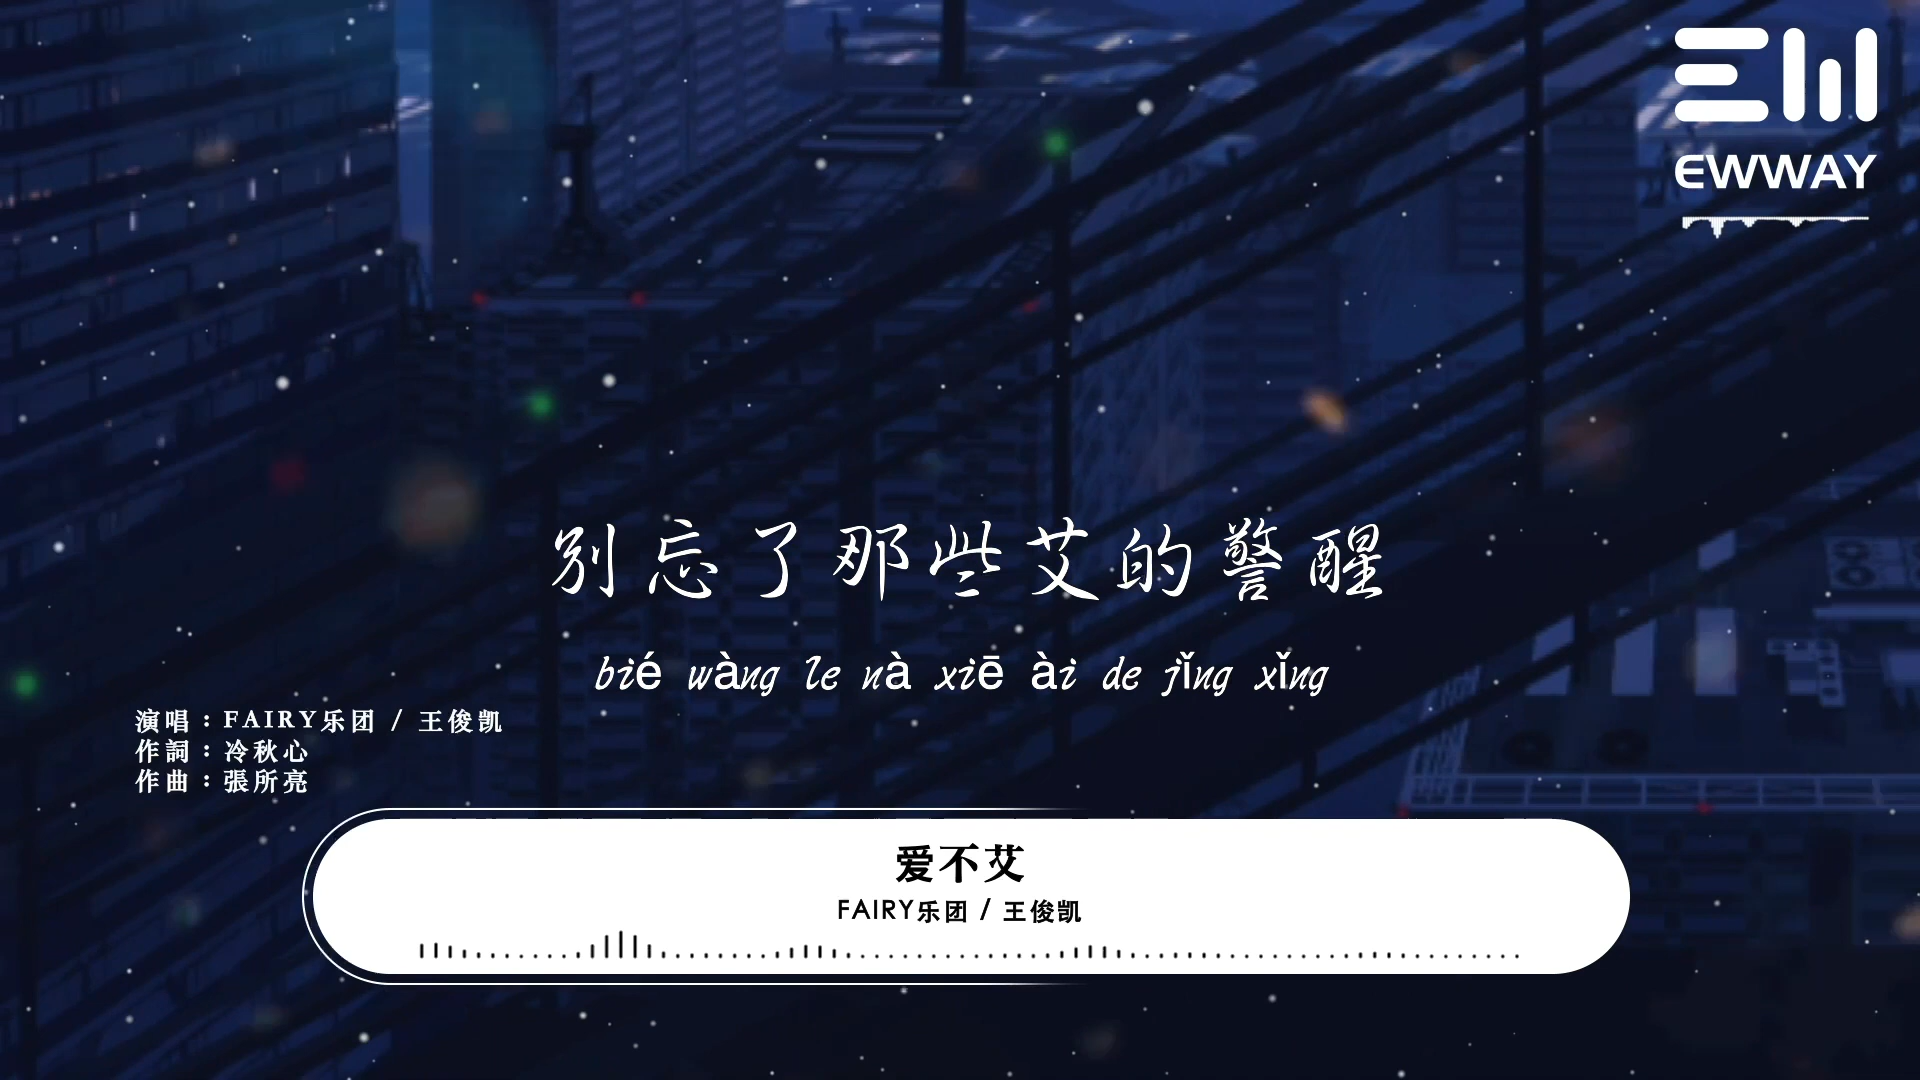 EW
EWWAY
别忘了那些艾的警醒
bié wàng le nà xiē ài de jǐng xǐng
演唱：FAIRY乐团 / 王俊凯
作詞：冷秋心
作曲：張所亮
爱不艾
FAIRY乐团 / 王俊凯